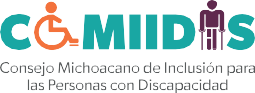 COMIIDIS
Consejo Michoacano de Inclusión para
las Personas con Discapacidad